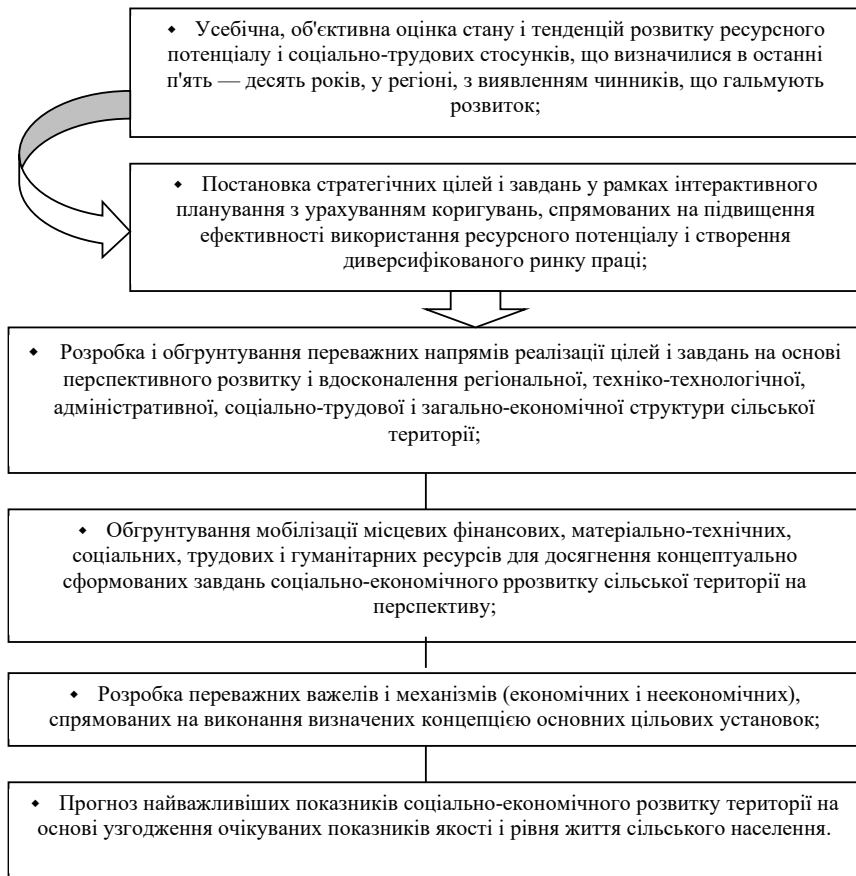 ⬥ Усебічна, об'єктивна оцінка стану і тенденцій розвитку ресурсного
потенціалу і соціально-трудових стосунків, що визначилися в останні
п'ять — десять років, у регіоні, з виявленням чинників, що гальмують
розвиток;
⬥ Постановка стратегічних цілей і завдань у рамках інтерактивного
планування з урахуванням коригувань, спрямованих на підвищення
ефективності використання ресурсного потенціалу і створення
диверсифікованого ринку праці;
⬥ Розробка і обгрунтування переважних напрямів реалізації цілей і завдань на основі
перспективного розвитку і вдосконалення регіональної, техніко-технологічної,
адміністративної, соціально-трудової і загально-економічної структури сільської
території;
⬥ Обгрунтування мобілізації місцевих фінансових, матеріально-технічних,
соціальних, трудових і гуманітарних ресурсів для досягнення концептуально
сформованих завдань соціально-економічного ррозвитку сільської території на
перспективу;
⬥ Розробка переважних важелів і механізмів (економічних і неекономічних),
спрямованих на виконання визначених концепцією основних цільових установок;
⬥ Прогноз найважливіших показників соціально-економічного розвитку території на
основі узгодження очікуваних показників якості і рівня життя сільського населення.